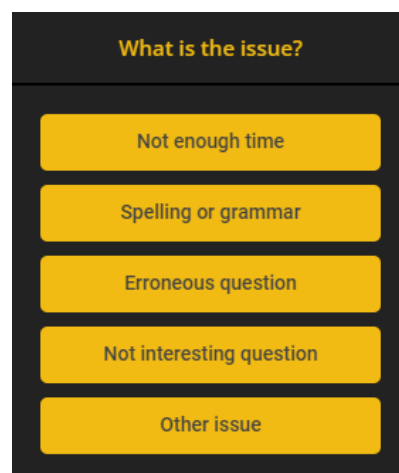 What is the issue?
Not enough time
Spelling or grammar
Erroneous question
Not interesting question
Other issue